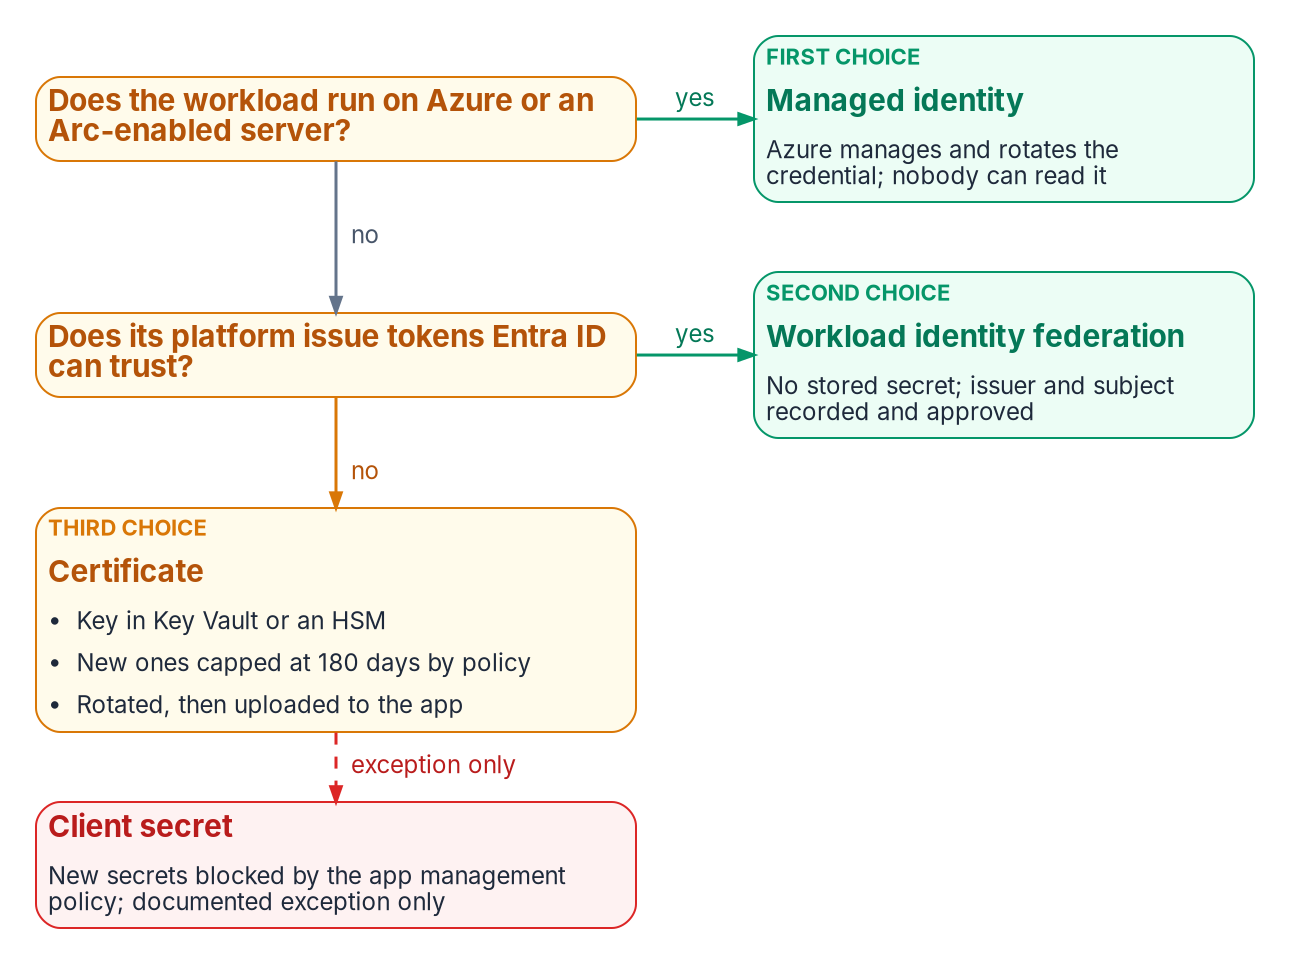 Does the workload run on Azure or an
Arc-enabled server?
yes
FIRST CHOICE
Managed identity
Azure manages and rotates the
credential; nobody can read it
no
Does its platform issue tokens Entra ID
can trust?
yes
SECOND CHOICE
Workload identity federation
No stored secret; issuer and subject
recorded and approved
no
THIRD CHOICE
Certificate
• Key in Key Vault or an HSM
• New ones capped at 180 days by policy
• Rotated, then uploaded to the app
exception only
Client secret
New secrets blocked by the app management
policy; documented exception only